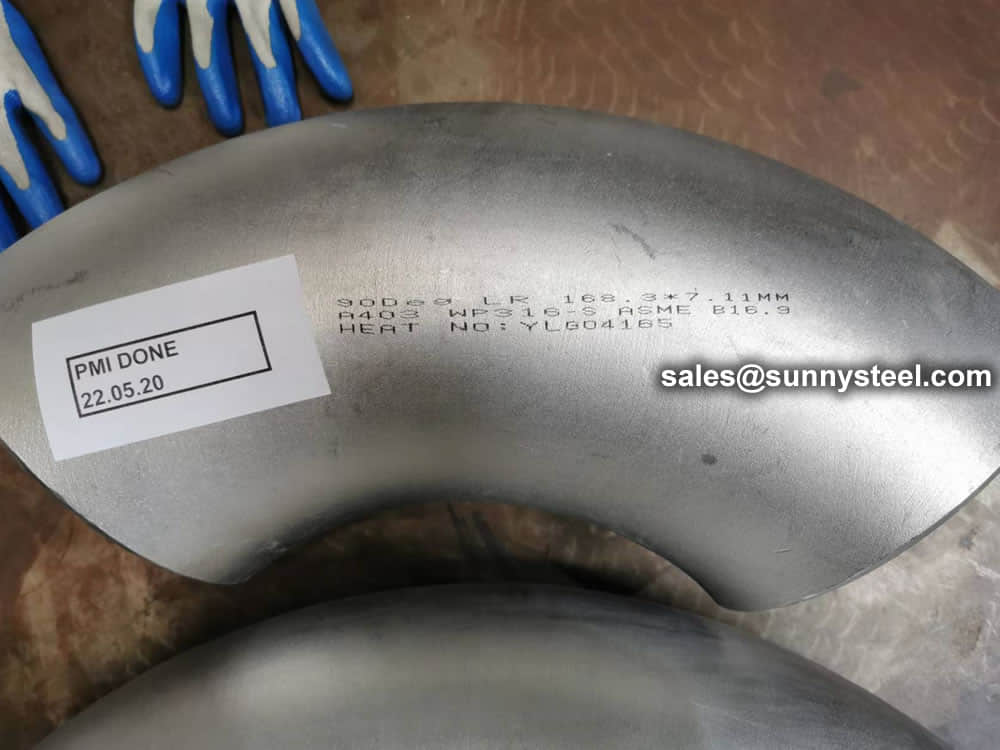 90Deg LR 168.3*7.11MM
A403 WP316-S ASME B16.9
HEAT NO:YLG04165
PMI DONE
22.05.20
sales@sunnysteel.com